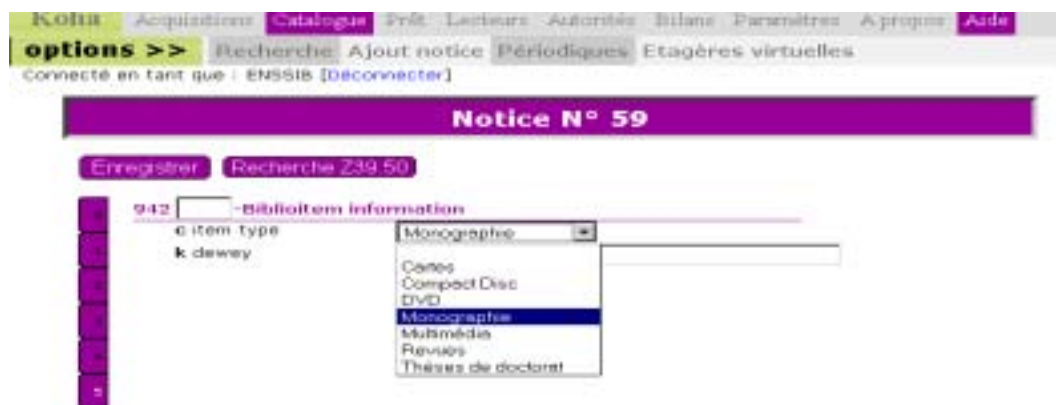 Koha Acquisitions Catalogue Prêt Lecteurs Autorités Bilans Paramètres A propos Aide
options >> Recherche Ajout notice Périodiques Etagères virtuelles
Connecté en tant que : ENSSIB [Déconnecter]
Notice N° 59
Enregistrer Recherche Z39.50
942 -Biblioitem information
c item type Monographie
k dewey
Cartes
Compact Disc
DVD
Monographie
Multimédia
Revues
Thèses de doctorat